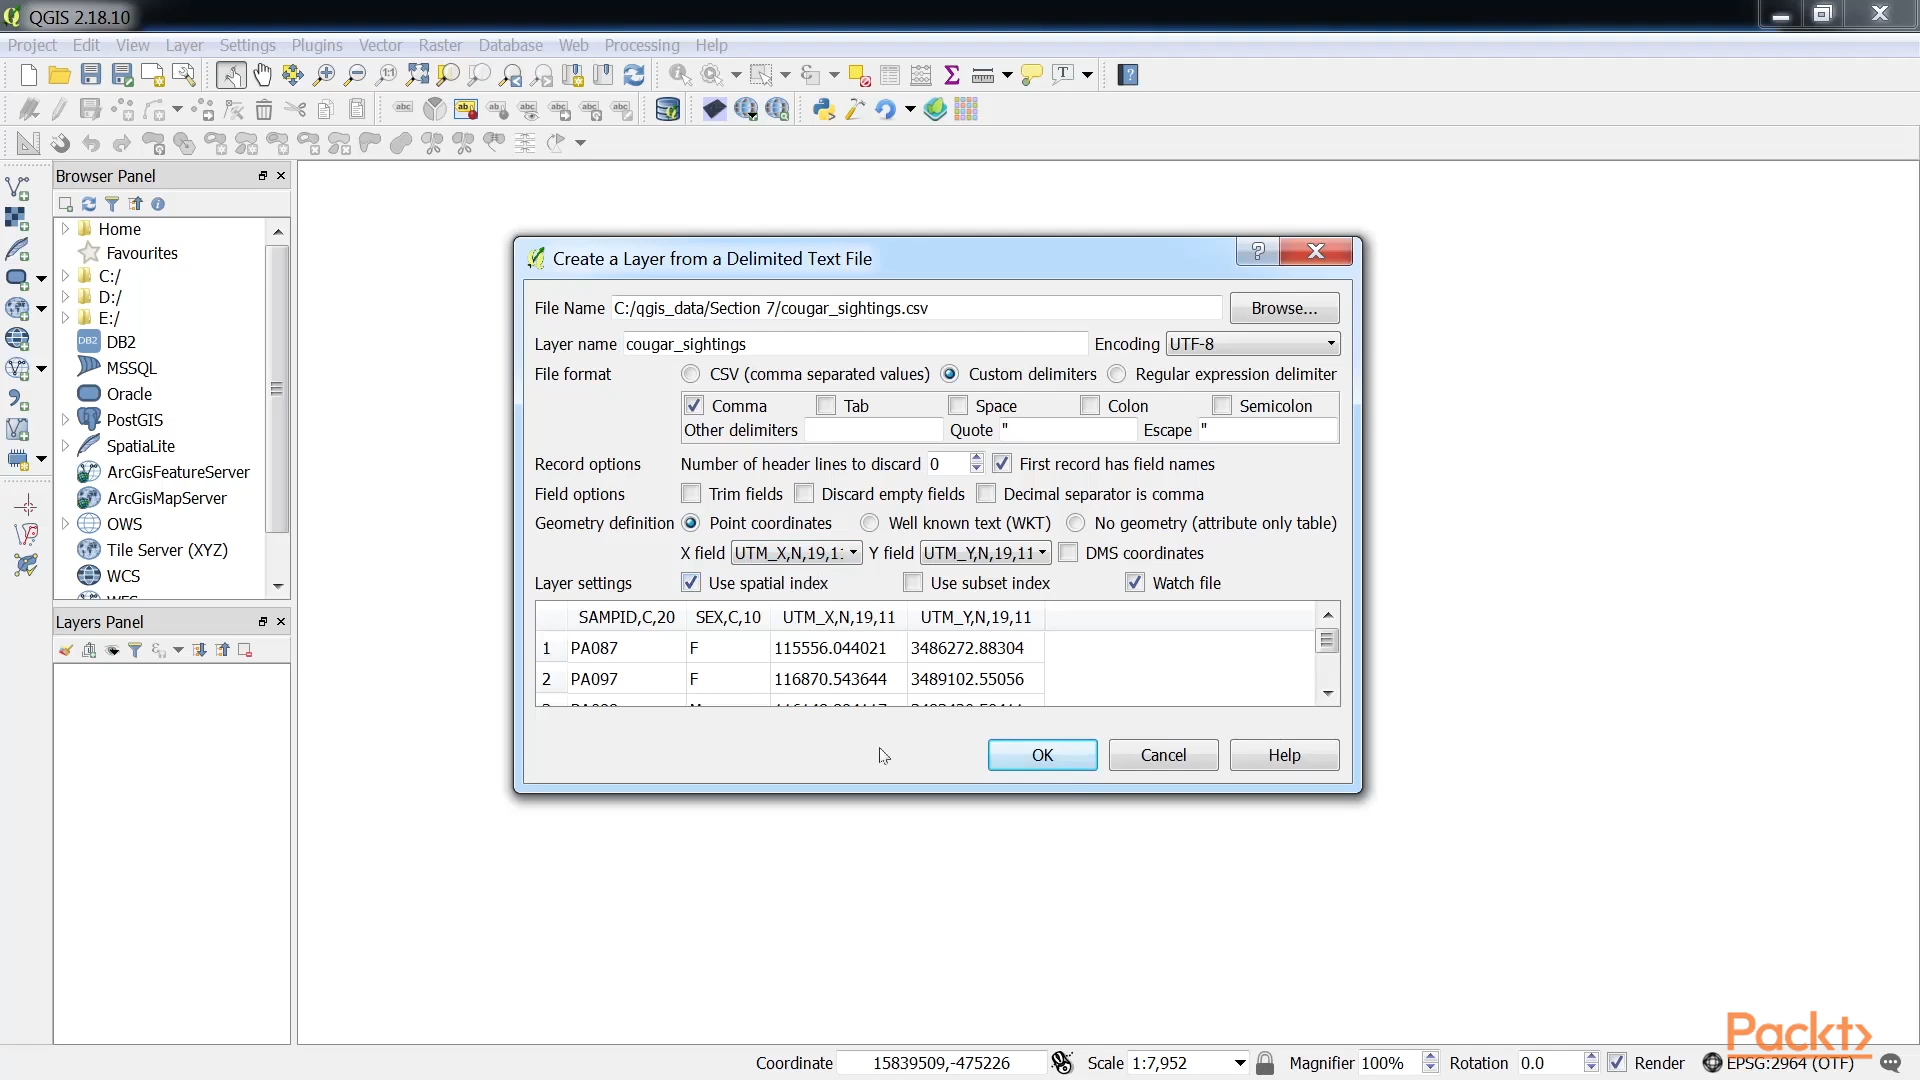 QGIS 2.18.10
Project Edit View Layer Settings Plugins Vector Raster Database Web Processing Help
Browser Panel
Home
Favourites
C:/
D:/
E:/
DB2
MSSQL
Oracle
PostGIS
SpatiaLite
ArcGisFeatureServer
ArcGisMapServer
OWS
Tile Server (XYZ)
WCS
Layers Panel
Create a Layer from a Delimited Text File
File Name C:/qgis_data/Section 7/cougar_sightings.csv Browse...
Layer name cougar_sightings Encoding UTF-8
File format CSV (comma separated values) Custom delimiters Regular expression delimiter
Comma Tab Space Colon Semicolon
Other delimiters Quote " Escape "
Record options Number of header lines to discard 0 First record has field names
Field options Trim fields Discard empty fields Decimal separator is comma
Geometry definition Point coordinates Well known text (WKT) No geometry (attribute only table)
X field UTM_X,N,19,1: Y field UTM_Y,N,19,11 DMS coordinates
Layer settings Use spatial index Use subset index Watch file
SAMPID,C,20 SEX,C,10 UTM_X,N,19,11 UTM_Y,N,19,11
1 PA087 F 115556.044021 3486272.88304
2 PA097 F 116870.543644 3489102.55056
OK Cancel Help
Packt>
Coordinate 15839509,-475226 Scale 1:7,952 Magnifier 100% Rotation 0.0 Render EPSG:2964 (OTF)